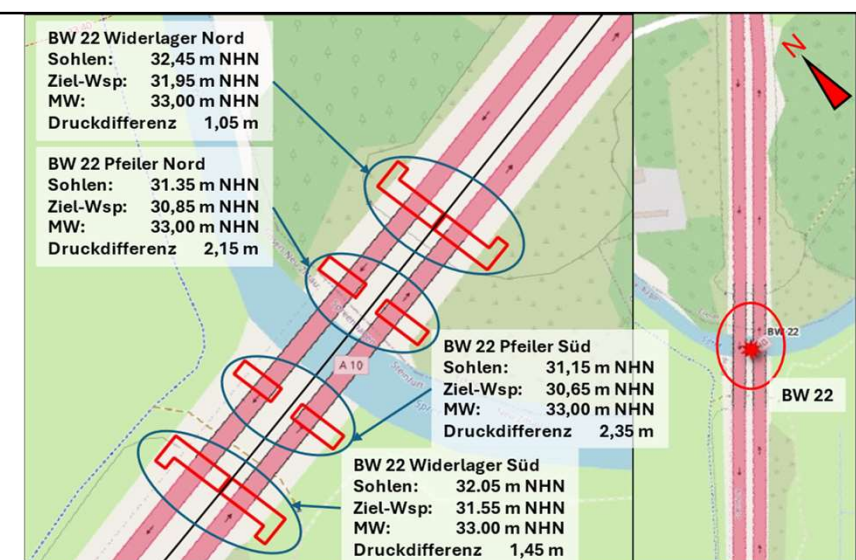 BW 22 Widerlager Nord
Sohlen: 32,45 m NHN
Ziel-Wsp: 31,95 m NHN
MW: 33,00 m NHN
Druckdifferenz 1,05 m
BW 22 Pfeiler Nord
Sohlen: 31.35 m NHN
Ziel-Wsp: 30,85 m NHN
MW: 33,00 m NHN
Druckdifferenz 2,15 m
A 10
BW 22 Pfeiler Süd
Sohlen: 31,15 m NHN
Ziel-Wsp: 30,65 m NHN
MW: 33,00 m NHN
Druckdifferenz 2,35 m
BW 22 Widerlager Süd
Sohlen: 32.05 m NHN
Ziel-Wsp: 31.55 m NHN
MW: 33.00 m NHN
Druckdifferenz 1,45 m
N
BW 22
BW 22